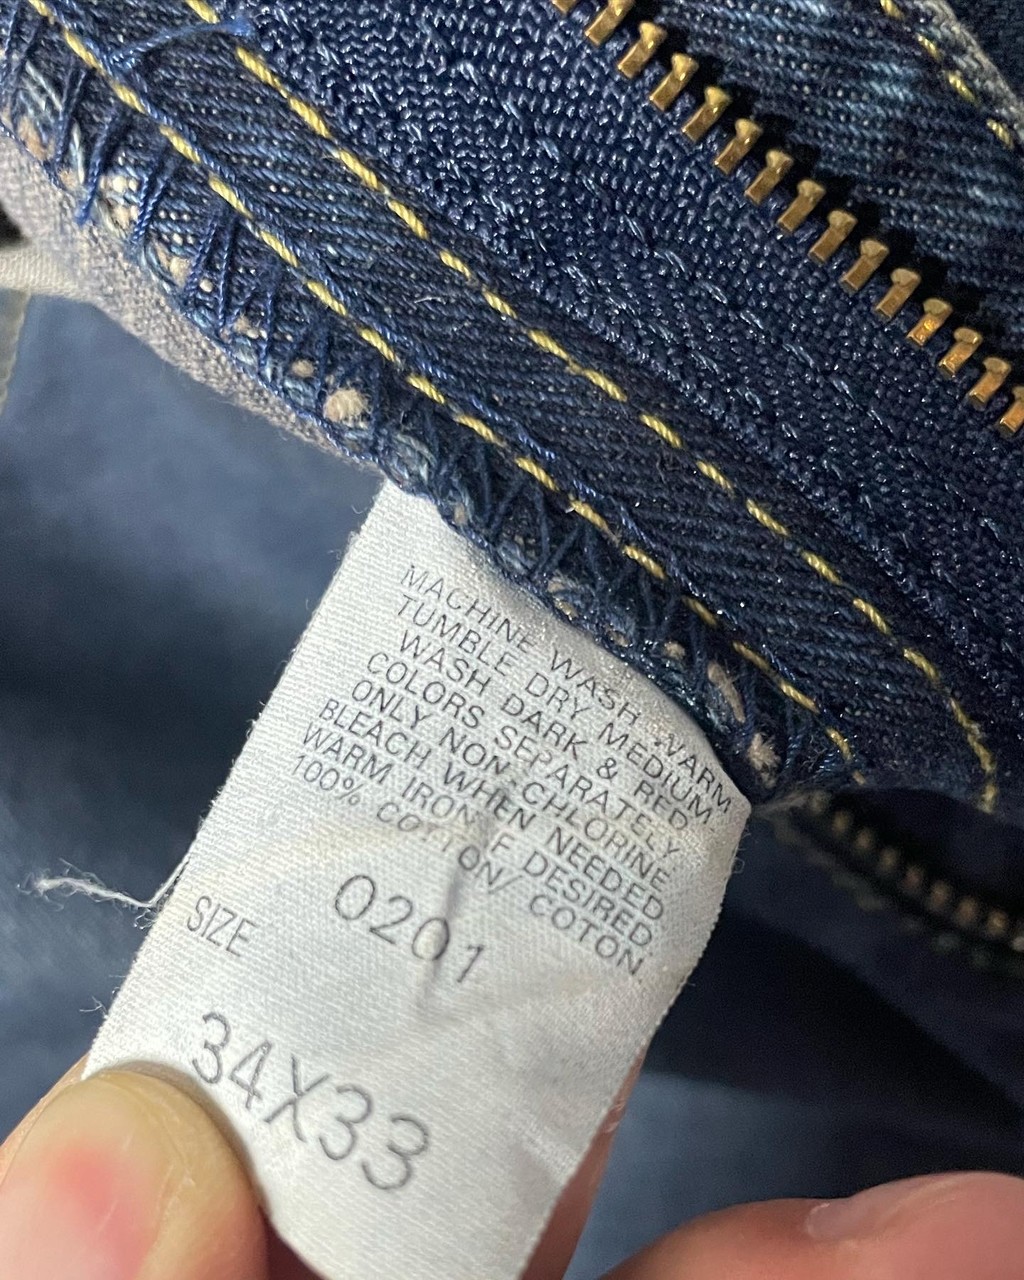 MACHINE WASH WARM
TUMBLE DRY MEDIUM.
WASH DARK & RED
COLORS SEPARATELY
ONLY NON-CHLORINE
BLEACH WHEN NEEDED
WARM IRON IF DESIRED.
100% COTTON/ COTON.
0201
SIZE
34X33